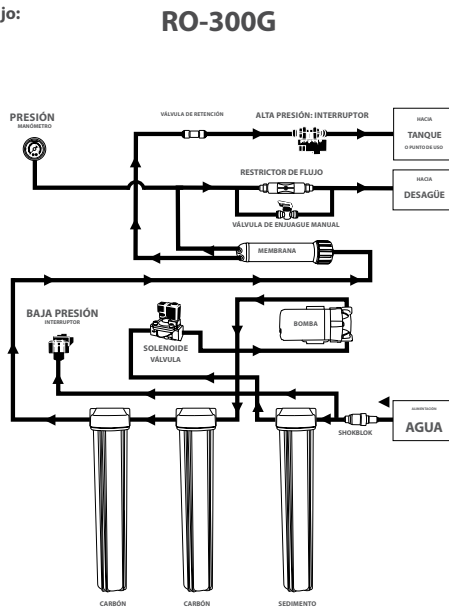 jo:
RO-300G
PRESIÓN
MANÓMETRO
VÁLVULA DE RETENCIÓN
ALTA PRESIÓN: INTERRUPTOR
HACIA
TANQUE
O PUNTO DE USO
RESTRICTOR DE FLUJO
HACIA
DESAGÜE
VÁLVULA DE ENJUAGUE MANUAL
MEMBRANA
BAJA PRESIÓN
INTERRUPTOR
SOLENOIDE
VÁLVULA
BOMBA
ALIMENTACIÓN
AGUA
SHOKBLOK
CARBÓN
CARBÓN
SEDIMENTO